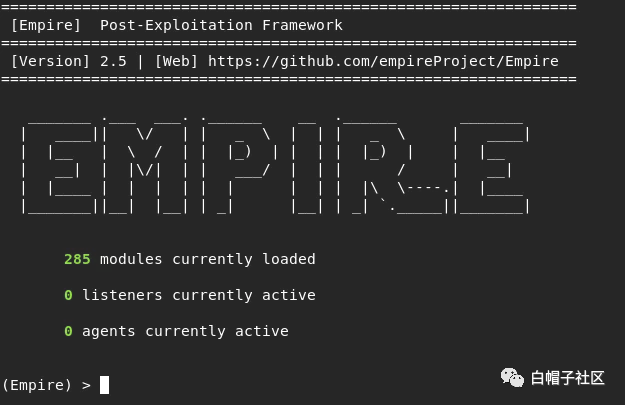 ================================================================
[Empire]  Post-Exploitation Framework
================================================================
[Version] 2.5 | [Web] https://github.com/empireProject/Empire
================================================================
EMPIRE
285 modules currently loaded
0 listeners currently active
0 agents currently active
(Empire) >
白帽子社区